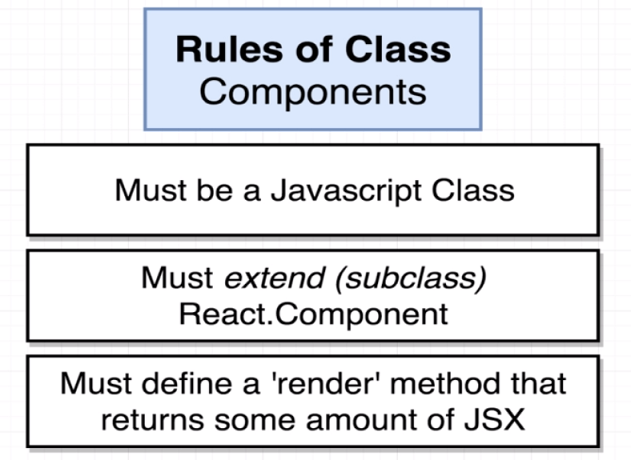 Rules of Class
Components
Must be a Javascript Class
Must extend (subclass)
React.Component
Must define a 'render' method that
returns some amount of JSX